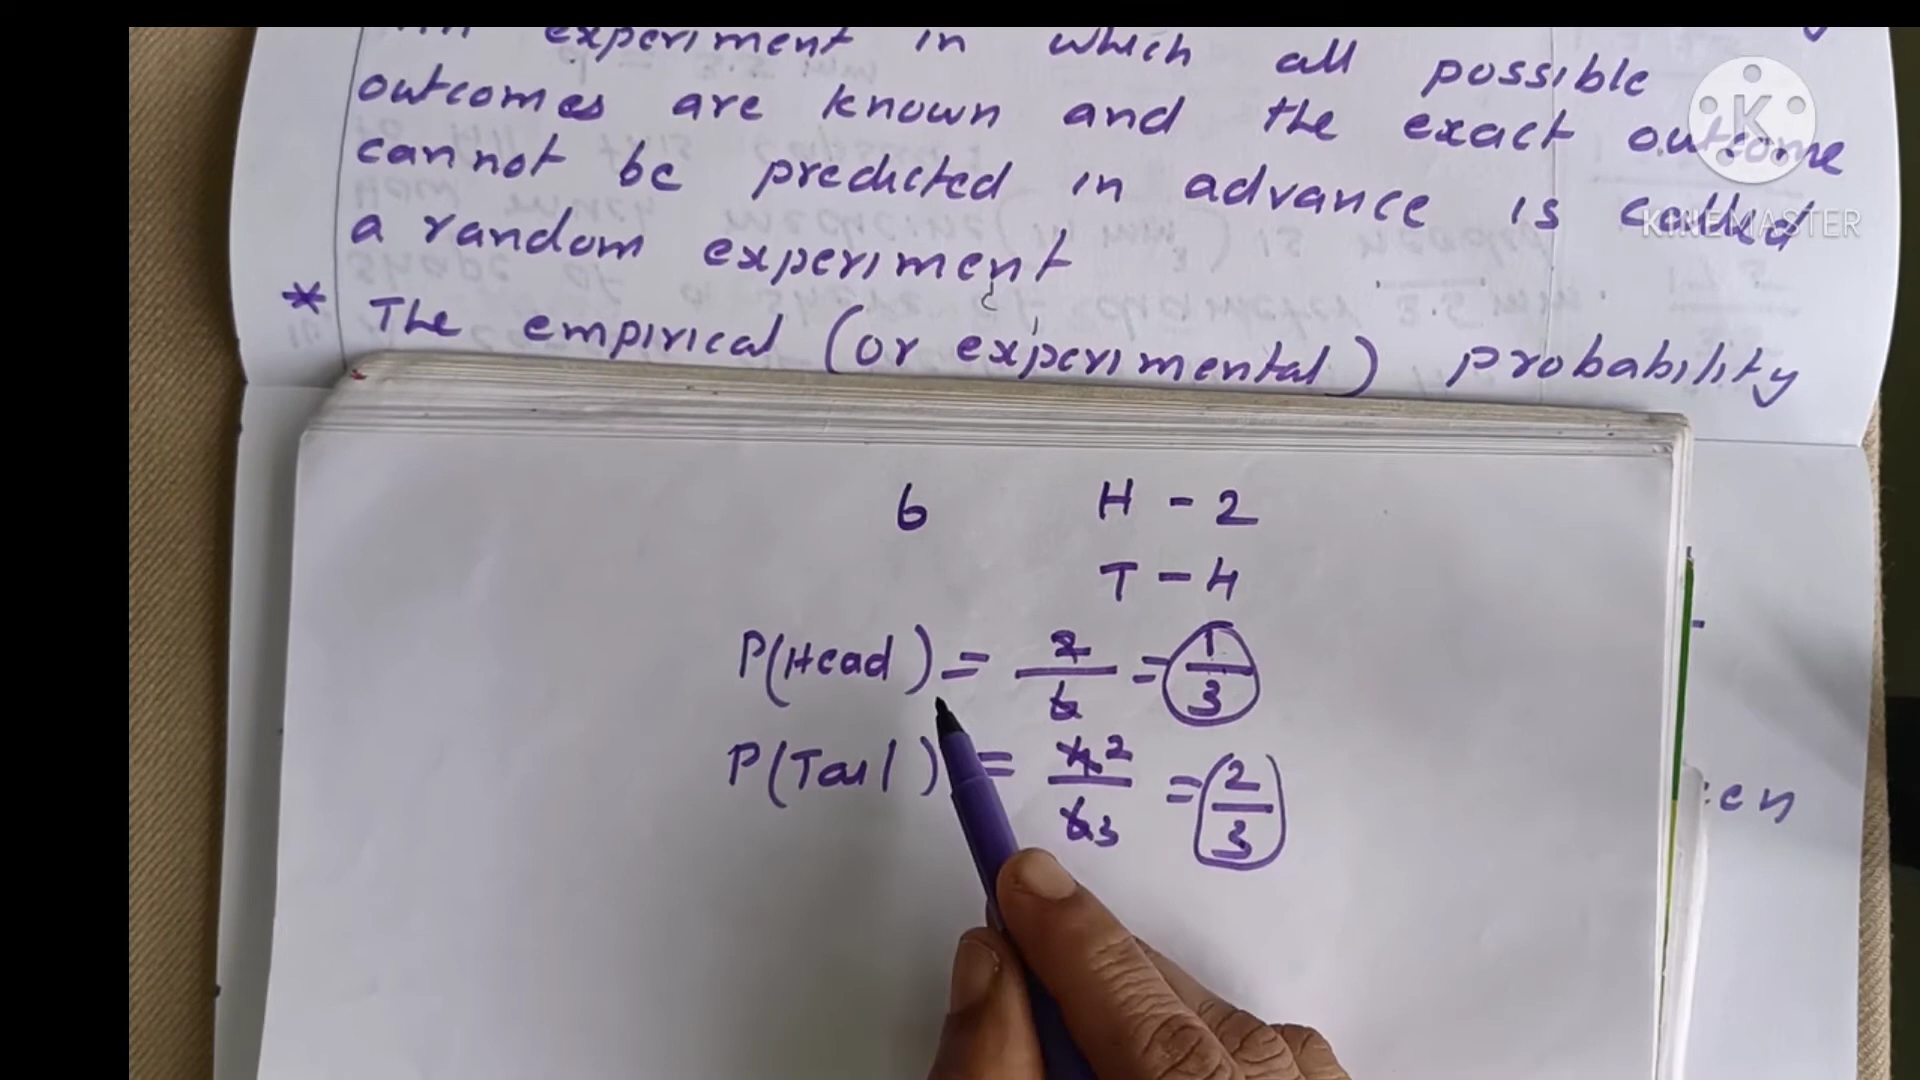 experiment in which all possible
outcomes are known and the exact outcome
cannot be predicted in advance is called
a random experiment
* The empirical (or experimental) probability
6 H - 2
T - 4
P(Head) = 2/6 = 1/3
P(Tail) = 4 2/6 3 = 2/3
K
KINEMASTER